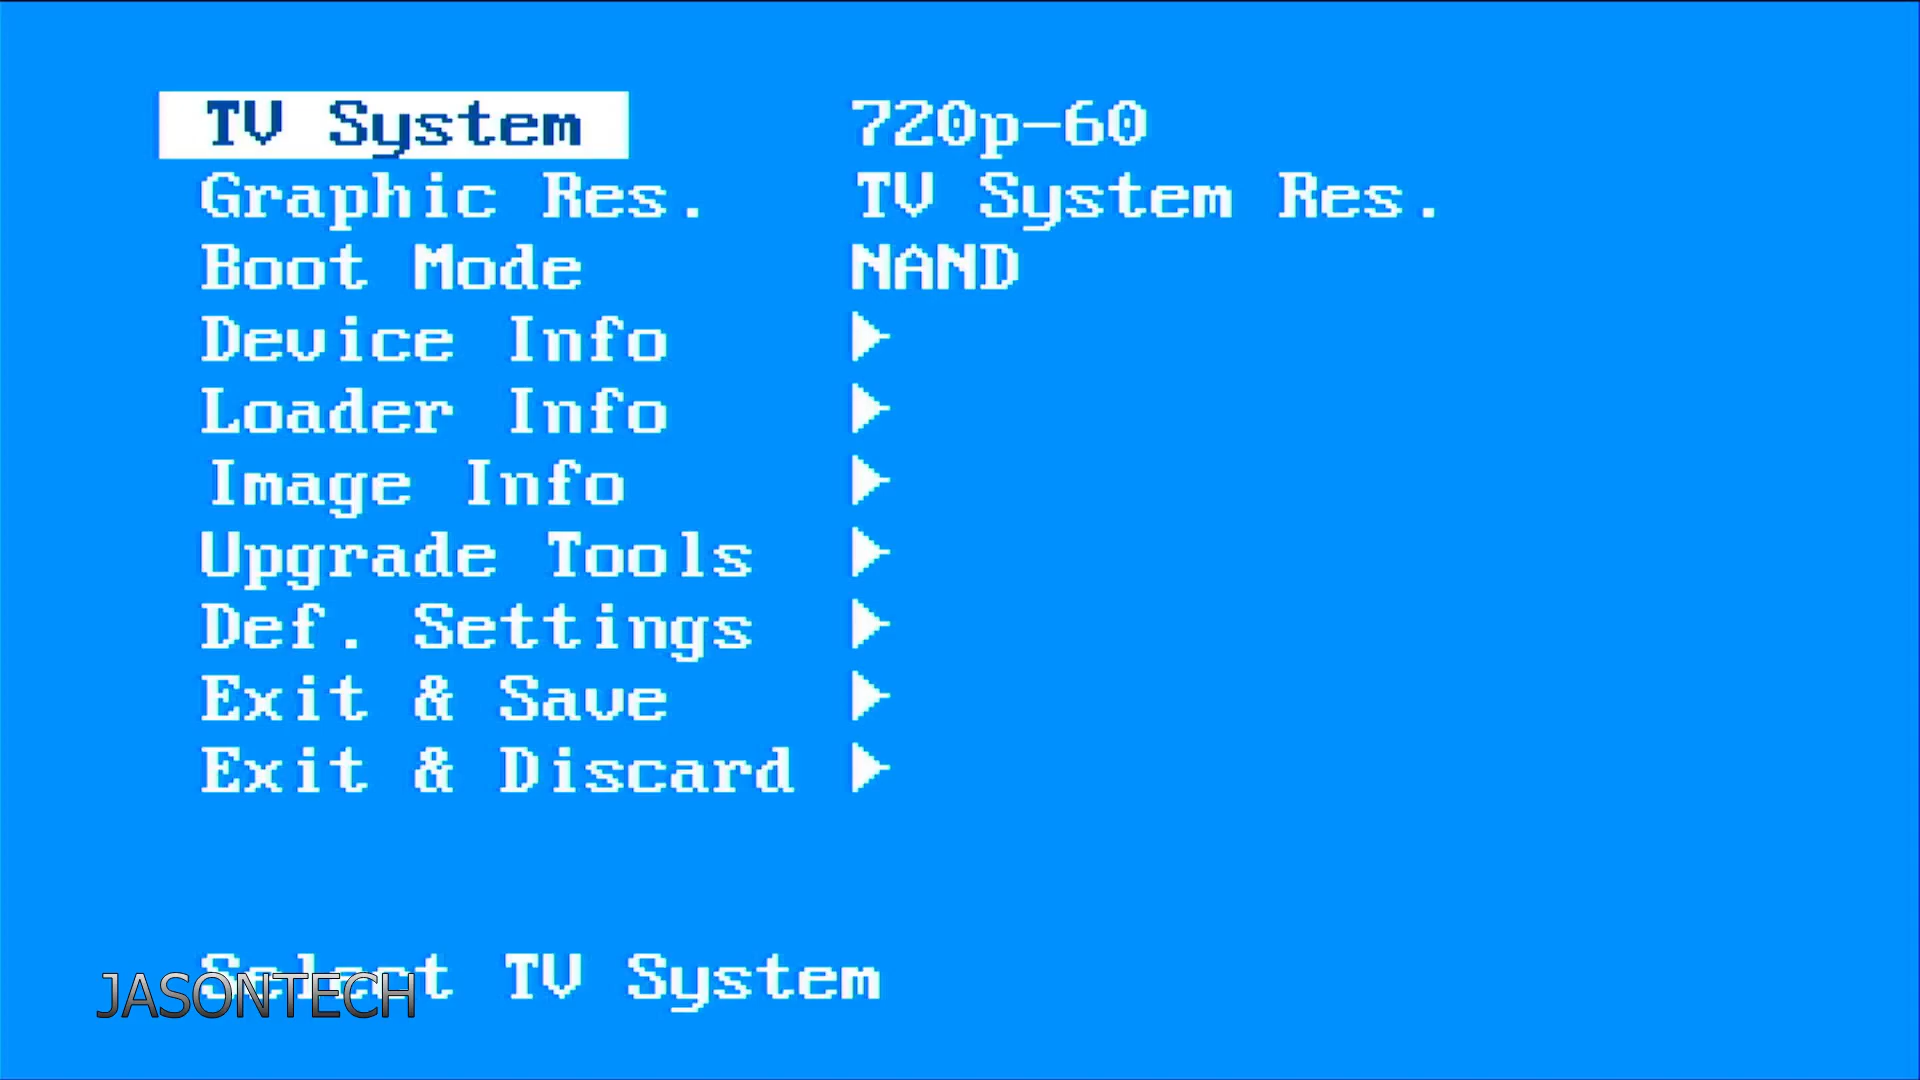 TV System 720p-60
Graphic Res. TV System Res.
Boot Mode NAND
Device Info ▶
Loader Info ▶
Image Info ▶
Upgrade Tools ▶
Def. Settings ▶
Exit & Save ▶
Exit & Discard ▶
Select TV System
JASONTECH